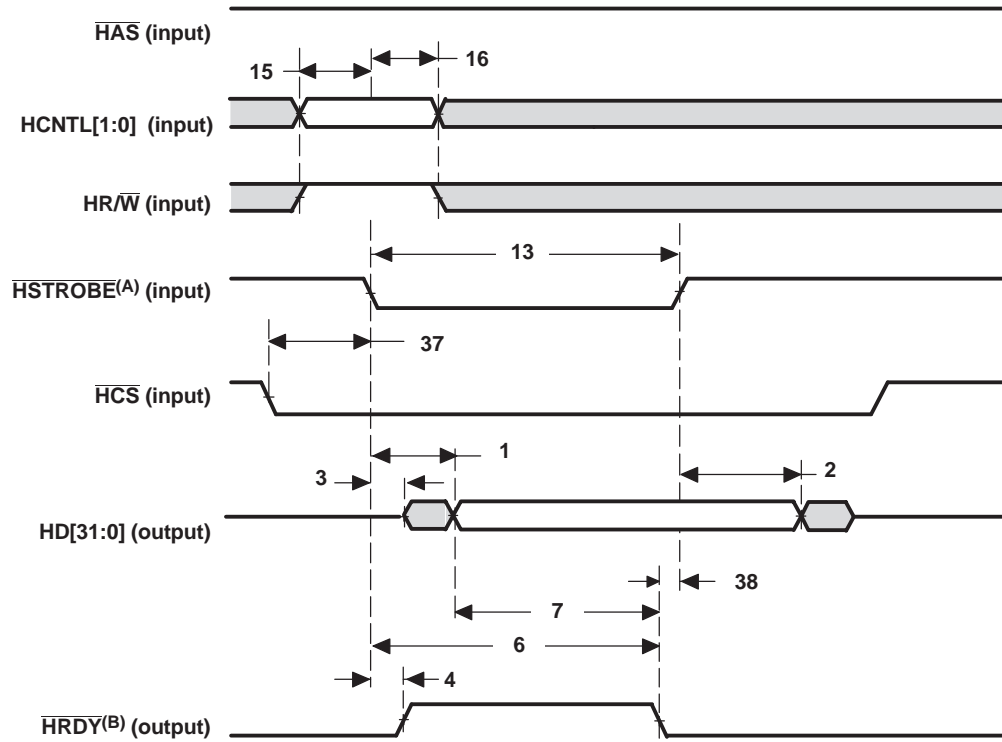 HAS (input)
15
16
HCNTL[1:0] (input)
HR/W (input)
13
HSTROBE(A) (input)
37
HCS (input)
1
3
2
HD[31:0] (output)
38
7
6
4
HRDY(B) (output)